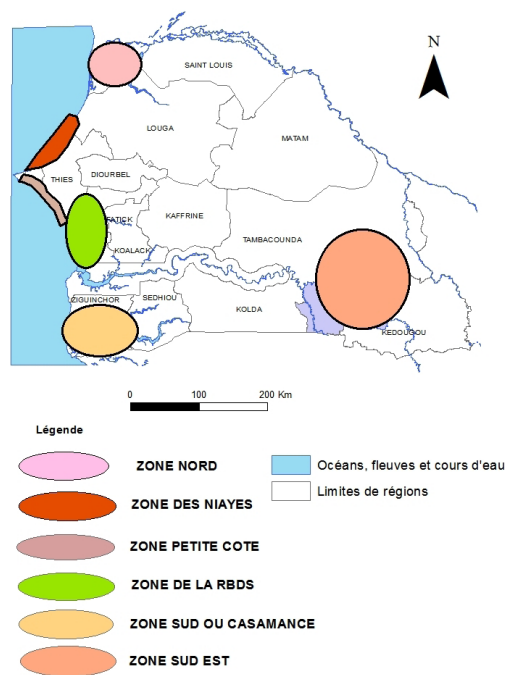 N
SAINT LOUIS
LOUGA
MATAM
THIES
DIOURBEL
FATICK
KAFFRINE
KOALACK
TAMBACOUNDA
ZIGUINCHOR
SEDHIOU
KOLDA
KEDOUGOU
0 100 200 Km
Légende
ZONE NORD
ZONE DES NIAYES
ZONE PETITE COTE
ZONE DE LA RBDS
ZONE SUD OU CASAMANCE
ZONE SUD EST
Océans, fleuves et cours d'eau
Limites de régions